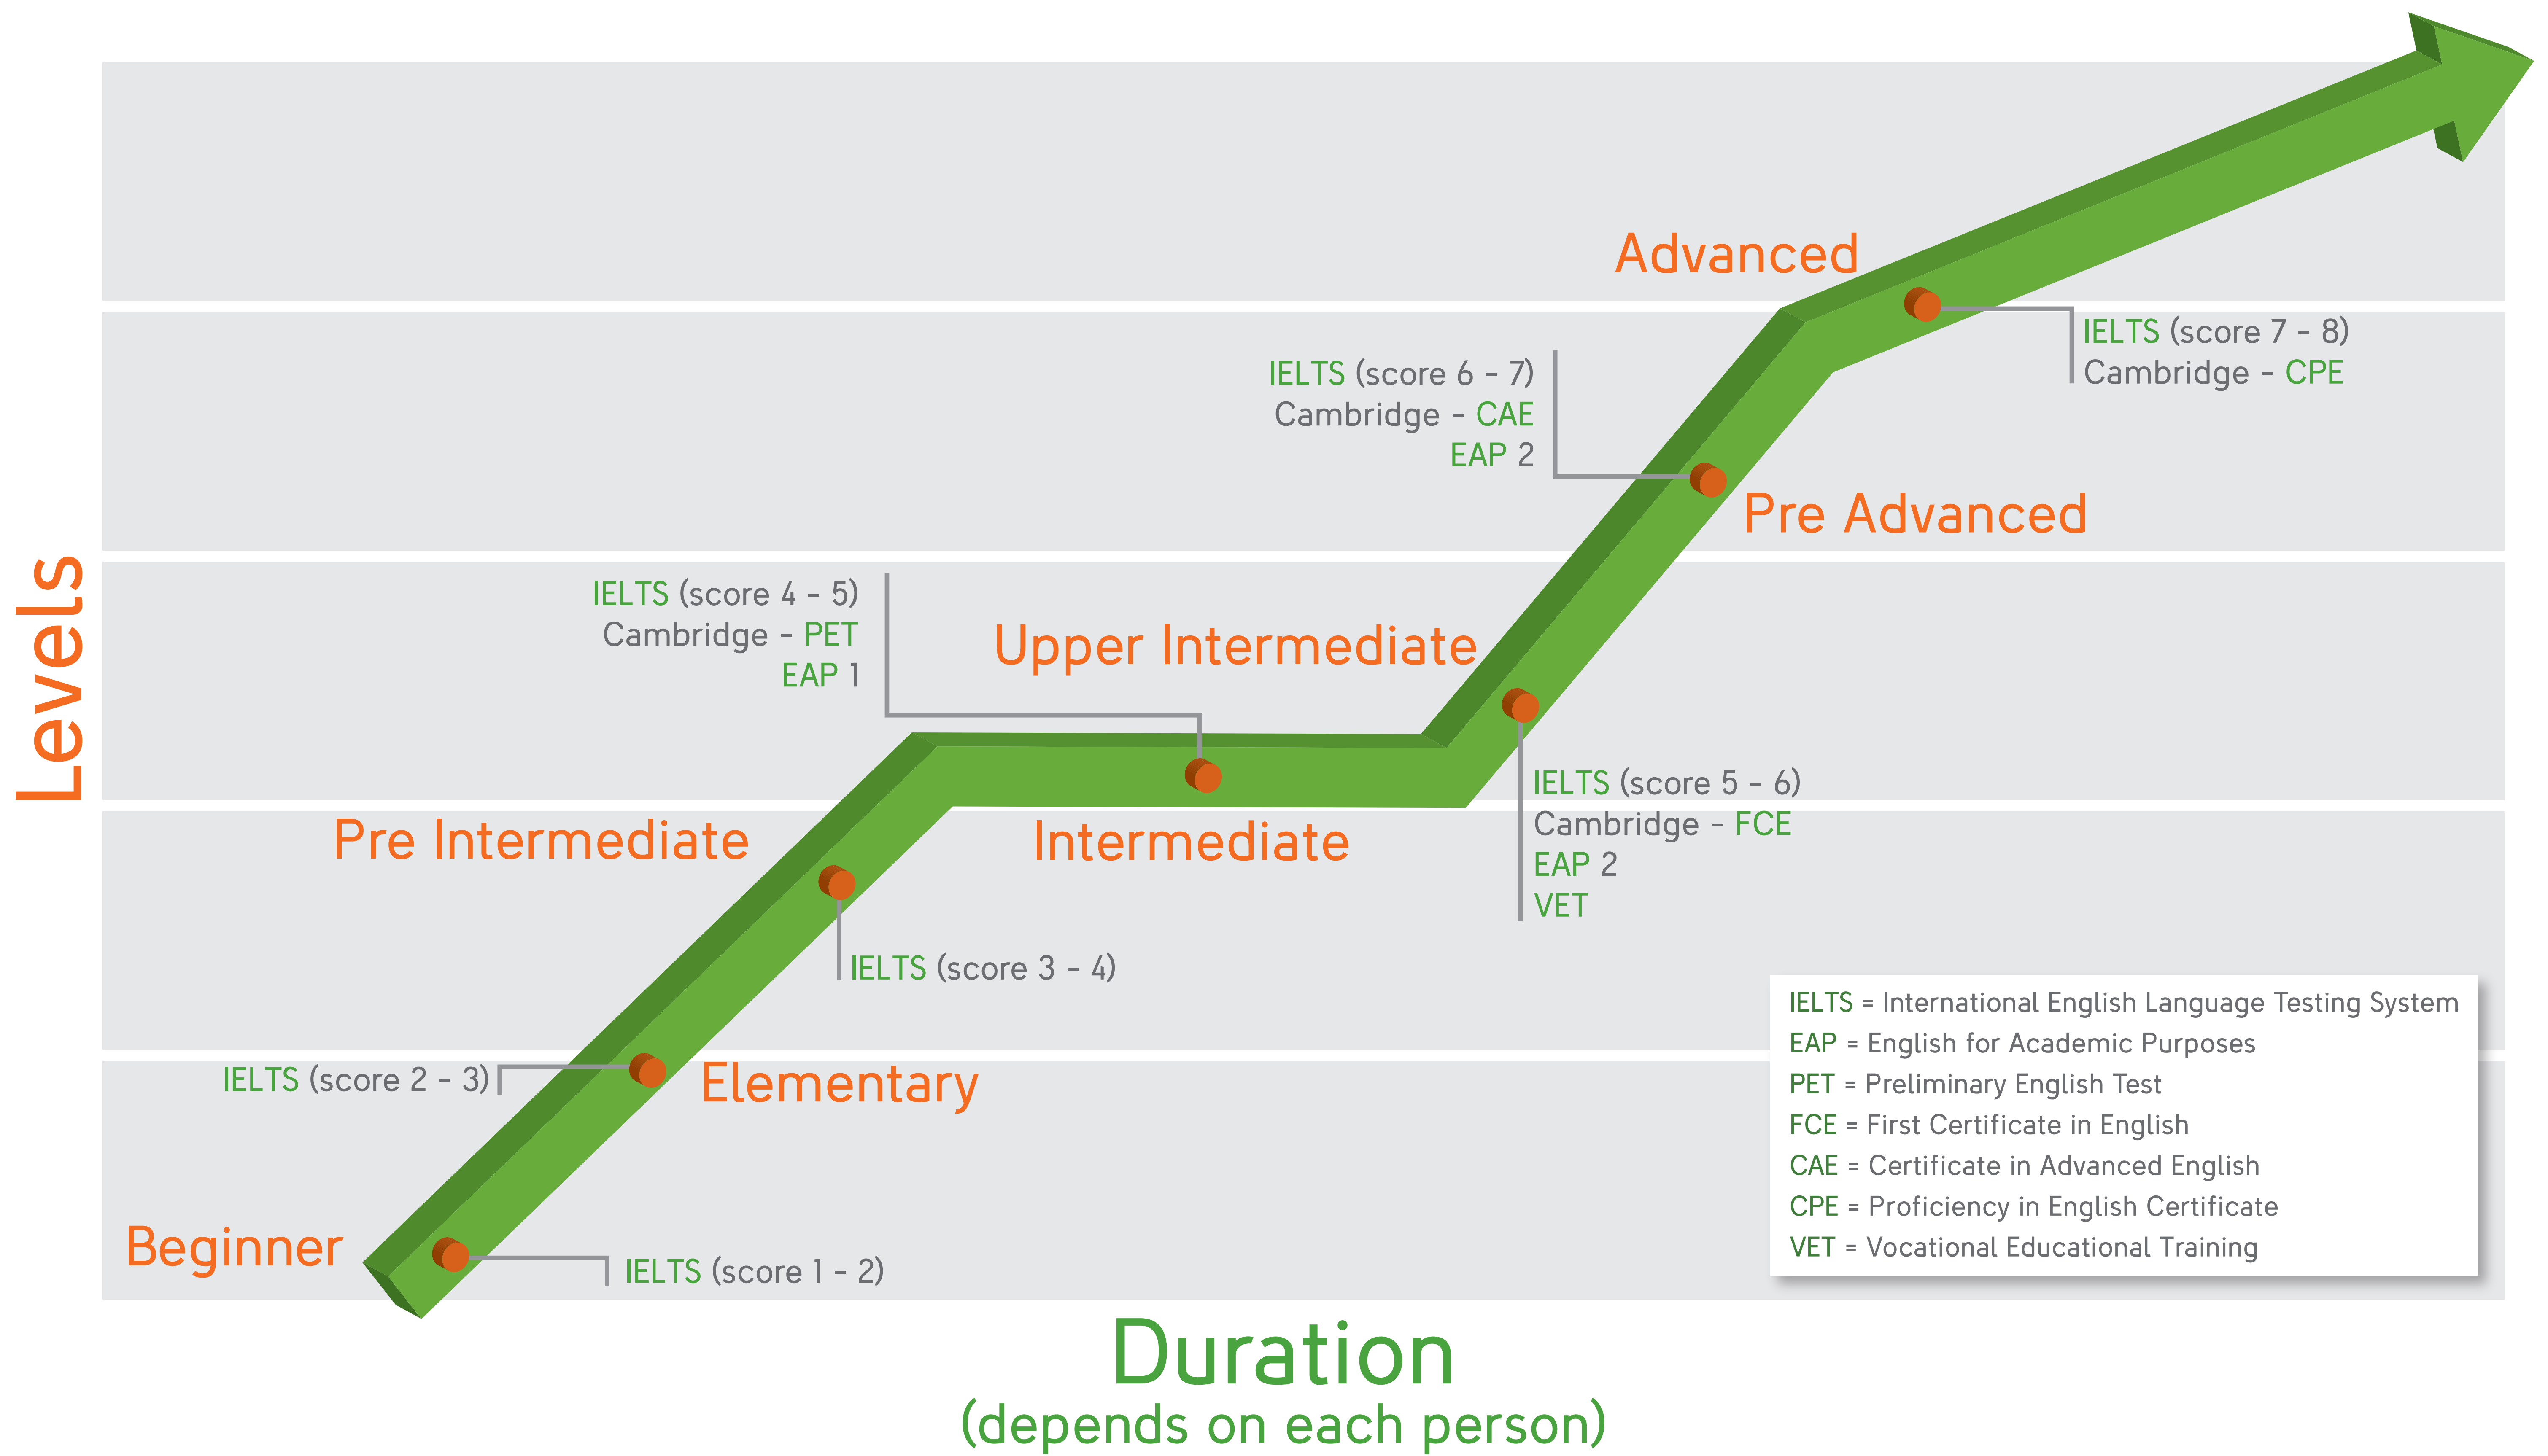 Advanced
IELTS (score 7 - 8)
Cambridge - CPE
IELTS (score 6 - 7)
Cambridge - CAE
EAP 2
Pre Advanced
Levels
IELTS (score 4 - 5)
Cambridge - PET
EAP 1
Upper Intermediate
IELTS (score 5 - 6)
Cambridge - FCE
EAP 2
VET
Pre Intermediate
Intermediate
IELTS (score 3 - 4)
IELTS (score 2 - 3)
Elementary
Beginner
IELTS (score 1 - 2)
IELTS = International English Language Testing System
EAP = English for Academic Purposes
PET = Preliminary English Test
FCE = First Certificate in English
CAE = Certificate in Advanced English
CPE = Proficiency in English Certificate
VET = Vocational Educational Training
Duration
(depends on each person)